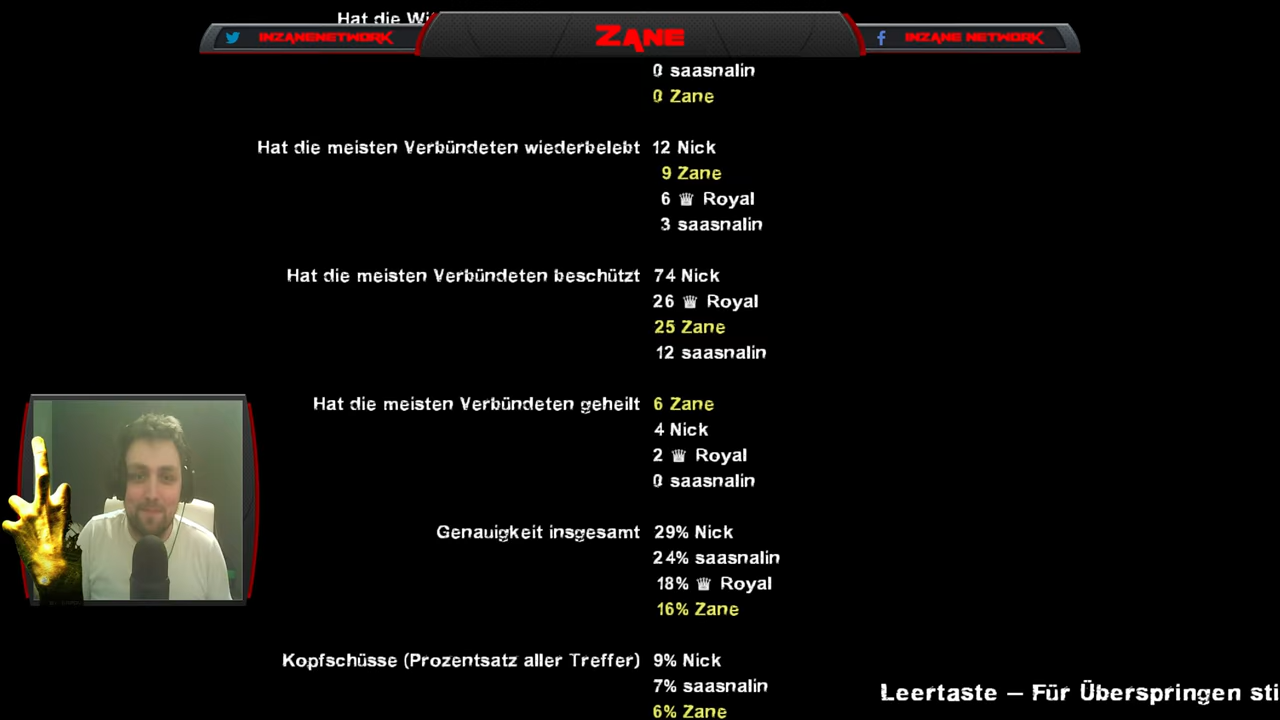 Hat die
INZANENETWORK
ZANE
INZANE NETWORK
0 saasnalin
0 Zane
Hat die meisten Verbündeten wiederbelebt 12 Nick
9 Zane
6 ♛ Royal
3 saasnalin
Hat die meisten Verbündeten beschützt 74 Nick
26 ♛ Royal
25 Zane
12 saasnalin
Hat die meisten Verbündeten geheilt 6 Zane
4 Nick
2 ♛ Royal
0 saasnalin
Genauigkeit insgesamt 29% Nick
24% saasnalin
18% ♛ Royal
16% Zane
Kopfschüsse (Prozentsatz aller Treffer) 9% Nick
7% saasnalin
6% Zane
Leertaste – Für Überspringen sti